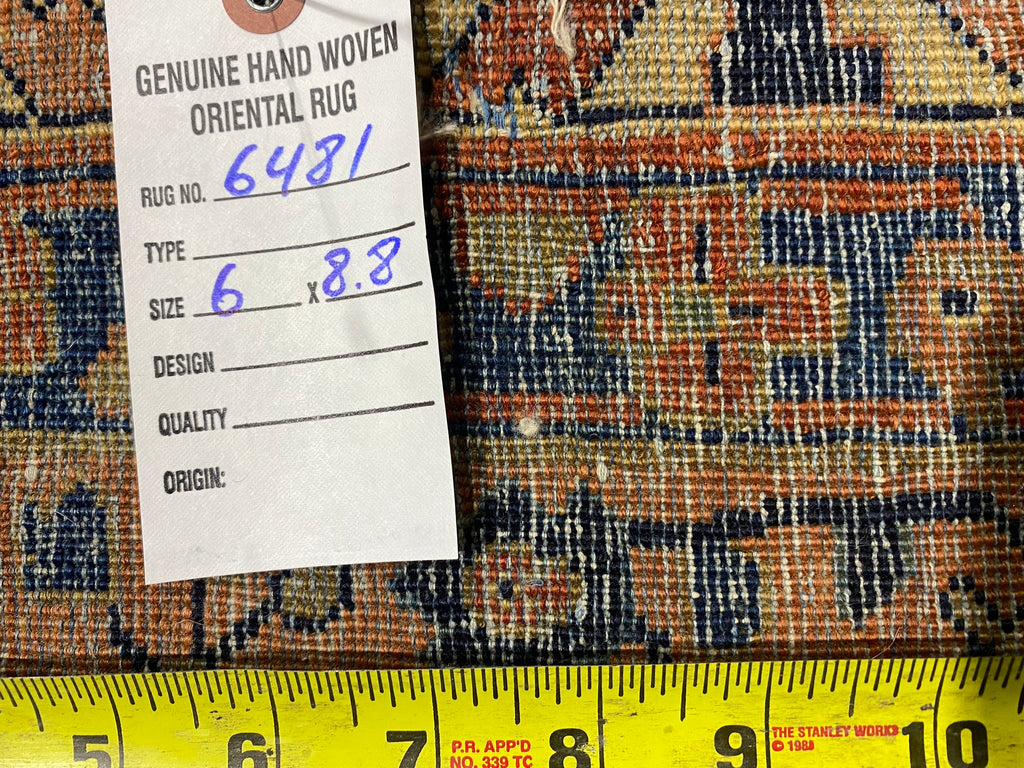 GENUINE HAND WOVEN
ORIENTAL RUG
RUG NO. 6481
TYPE
SIZE 6 X 8.8
DESIGN
QUALITY
ORIGIN:
5 6 7 8 9 10
P.R. APP'D
NO. 339 TC
THE STANLEY WORKS
© 1983